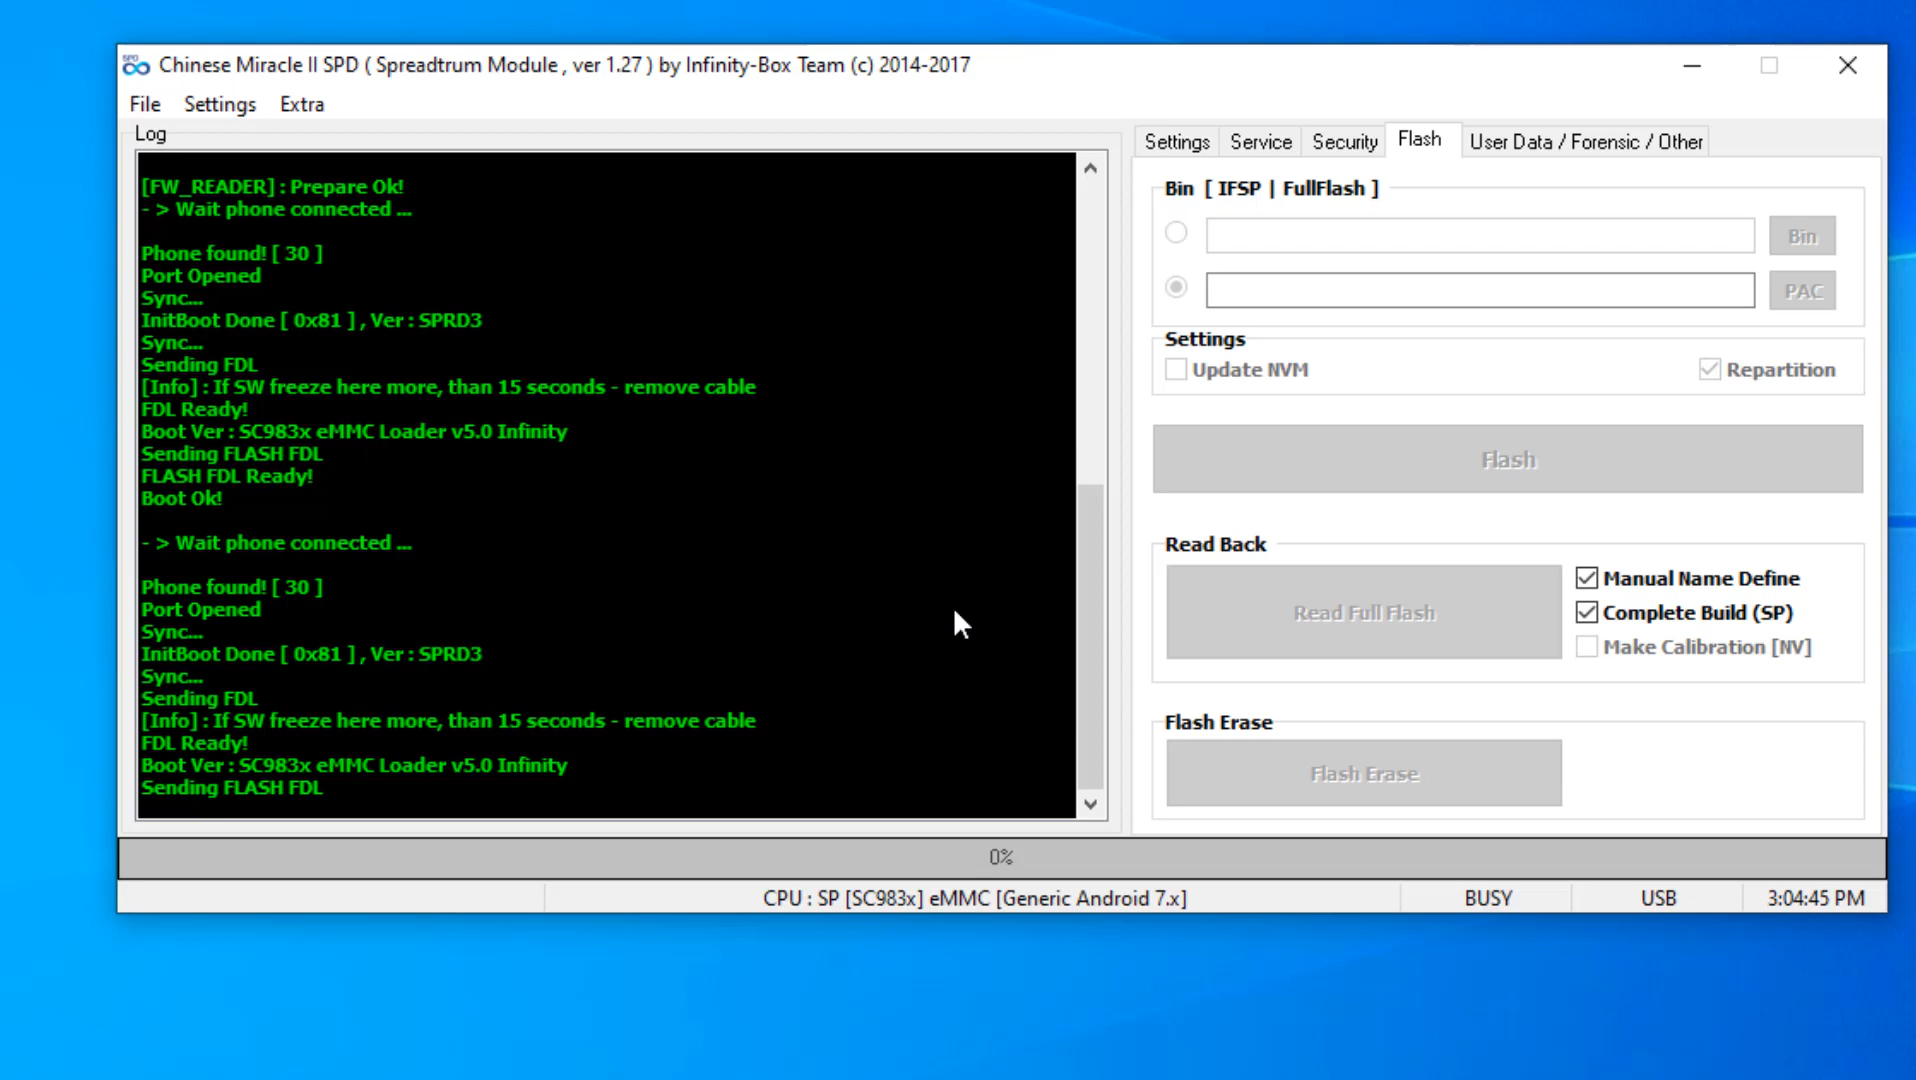 SPD
Chinese Miracle II SPD ( Spreadtrum Module , ver 1.27 ) by Infinity-Box Team (c) 2014-2017
File Settings Extra
Log
[FW_READER] : Prepare Ok!
- > Wait phone connected ...
Phone found! [ 30 ]
Port Opened
Sync...
InitBoot Done [ 0x81 ] , Ver : SPRD3
Sync...
Sending FDL
[Info] : If SW freeze here more, than 15 seconds - remove cable
FDL Ready!
Boot Ver : SC983x eMMC Loader v5.0 Infinity
Sending FLASH FDL
FLASH FDL Ready!
Boot Ok!
- > Wait phone connected ...
Phone found! [ 30 ]
Port Opened
Sync...
InitBoot Done [ 0x81 ] , Ver : SPRD3
Sync...
Sending FDL
[Info] : If SW freeze here more, than 15 seconds - remove cable
FDL Ready!
Boot Ver : SC983x eMMC Loader v5.0 Infinity
Sending FLASH FDL
Settings Service Security Flash User Data / Forensic / Other
Bin [ IFSP | FullFlash ]
Bin
PAC
Settings
Update NVM Repartition
Flash
Read Back
Read Full Flash
Manual Name Define
Complete Build (SP)
Make Calibration [NV]
Flash Erase
Flash Erase
0%
CPU : SP [SC983x] eMMC [Generic Android 7.x] BUSY USB 3:04:45 PM